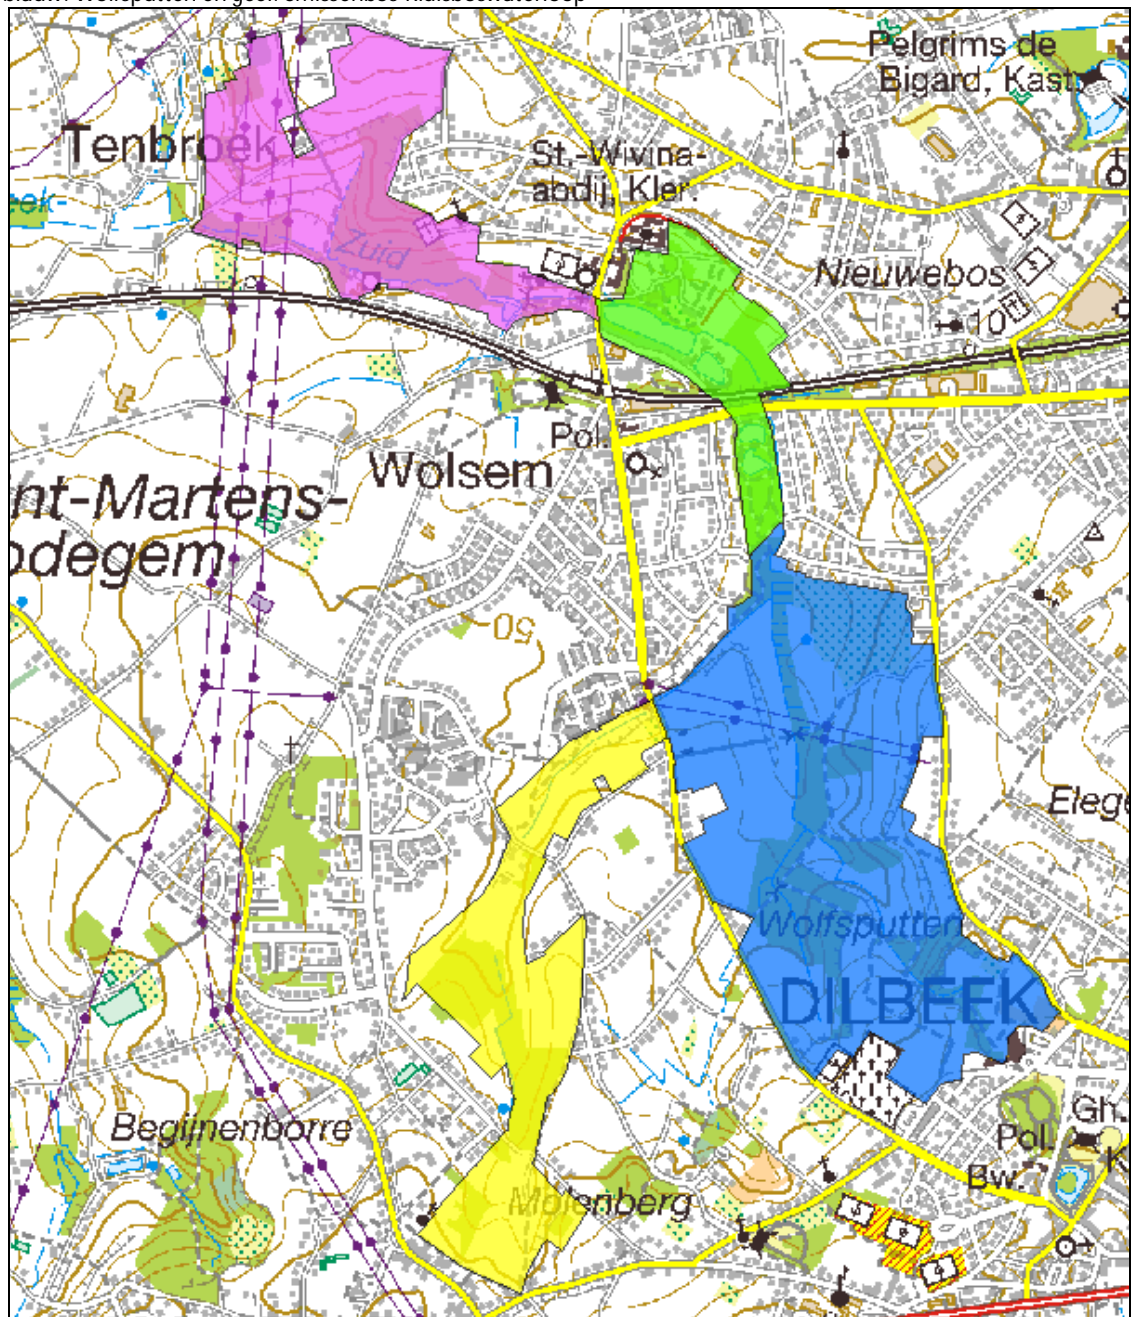 Pelgrims de
Bigard, Kast.
Tenbroek
St.-Wivina-
abdij, Kler.
Zuid
Nieuwebos
10
Pol.
Wolsem
nt-Martens-
odegem
50
Elege
Wolfsputten
DILBEEK
Begijnenborre
Gh.
Pol.
K
Bw.
Molenberg